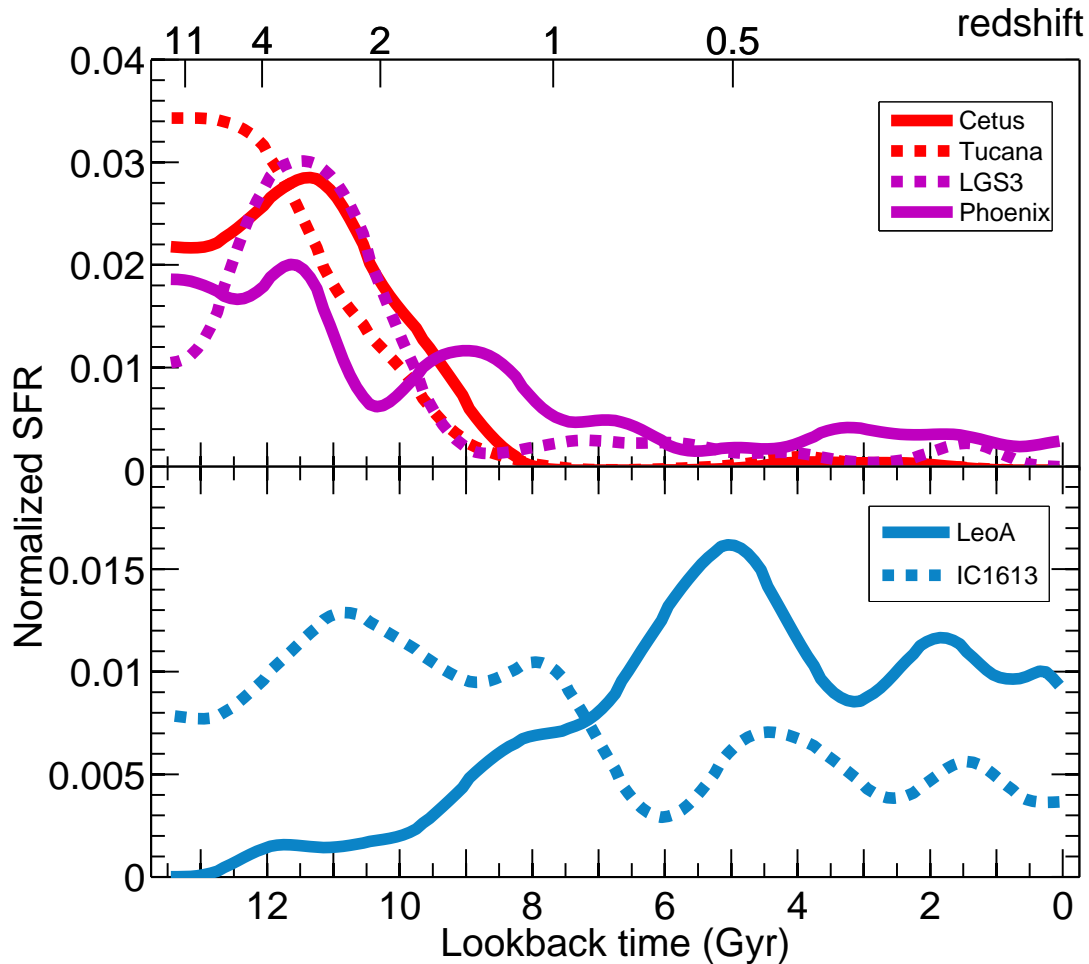 redshift
11 4 2 1 0.5
0.04
0.03
0.02
0.01
0
Cetus
Tucana
LGS3
Phoenix
Normalized SFR
0.015
0.01
0.005
0
LeoA
IC1613
12 10 8 6 4 2 0
Lookback time (Gyr)